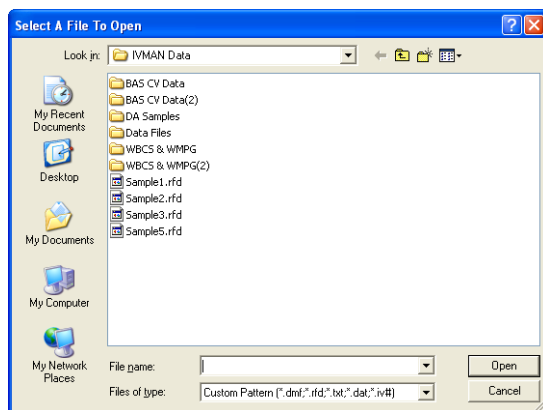 Select A File To Open
Look in: IVMAN Data
BAS CV Data
BAS CV Data(2)
DA Samples
Data Files
WBCS & WMPG
WBCS & WMPG(2)
Sample1.rfd
Sample2.rfd
Sample3.rfd
Sample5.rfd
My Recent
Documents
Desktop
My Documents
My Computer
My Network
Places
File name:
Open
Files of type: Custom Pattern (*.dmf;*.rfd;*.txt;*.dat;*.iv#)
Cancel